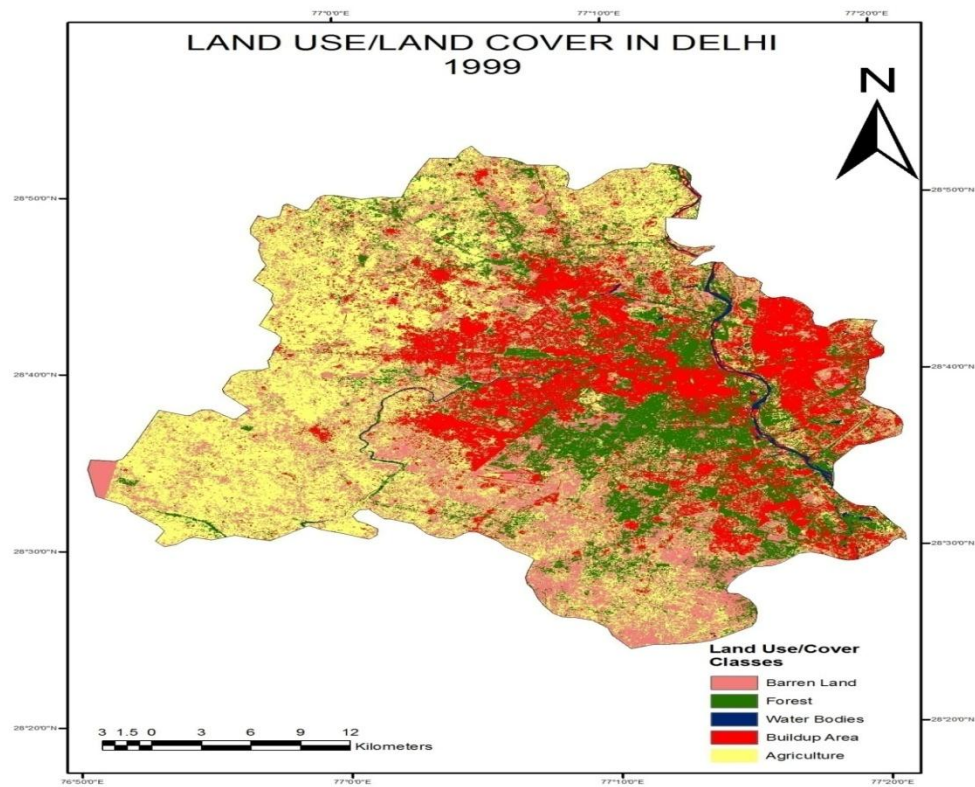 77°0'0"E 77°10'0"E 77°20'0"E
LAND USE/LAND COVER IN DELHI
1999
N
28°50'0"N 28°50'0"N
28°40'0"N 28°40'0"N
28°30'0"N 28°30'0"N
Land Use/Cover
Classes
Barren Land
Forest
Water Bodies
Buildup Area
Agriculture
28°20'0"N 28°20'0"N
3 1.5 0 3 6 9 12
Kilometers
76°50'0"E 77°0'0"E 77°10'0"E 77°20'0"E